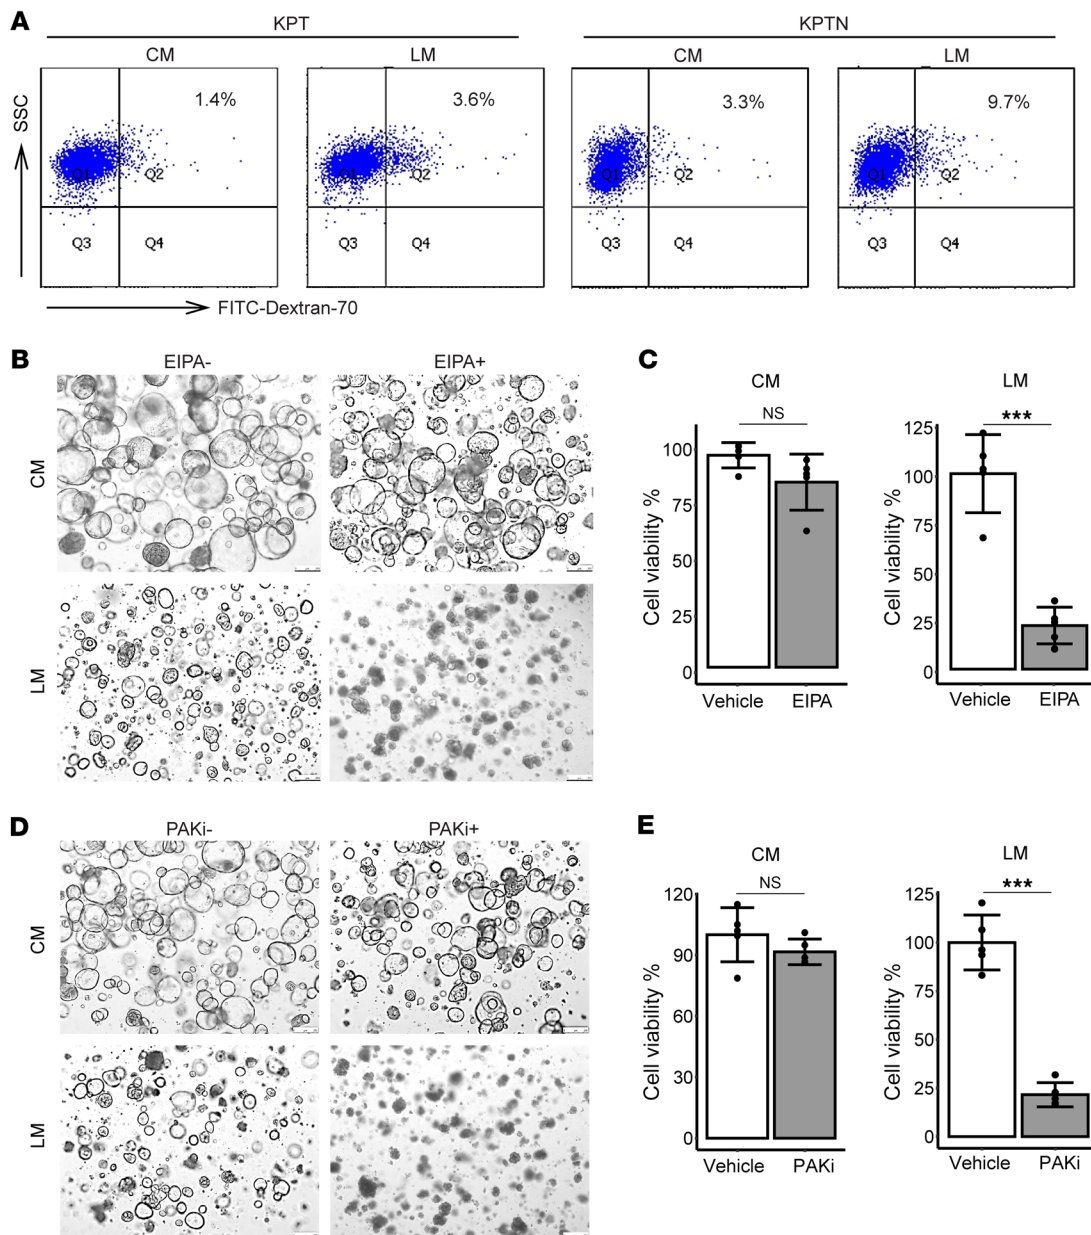 A
KPT
KPTN
CM
LM
CM
LM
SSC
1.4%
3.6%
3.3%
9.7%
Q1
Q2
Q1
Q2
Q1
Q2
Q1
Q2
Q3
Q4
Q3
Q4
Q3
Q4
Q3
Q4
FITC-Dextran-70
B
EIPA-
EIPA+
CM
LM
C
CM
LM
NS
***
Cell viability %
100
75
50
25
0
Vehicle
EIPA
Cell viability %
125
100
75
50
25
0
Vehicle
EIPA
D
PAKi-
PAKi+
CM
LM
E
CM
LM
NS
***
Cell viability %
120
90
60
30
0
Vehicle
PAKi
Cell viability %
125
100
75
50
25
0
Vehicle
PAKi